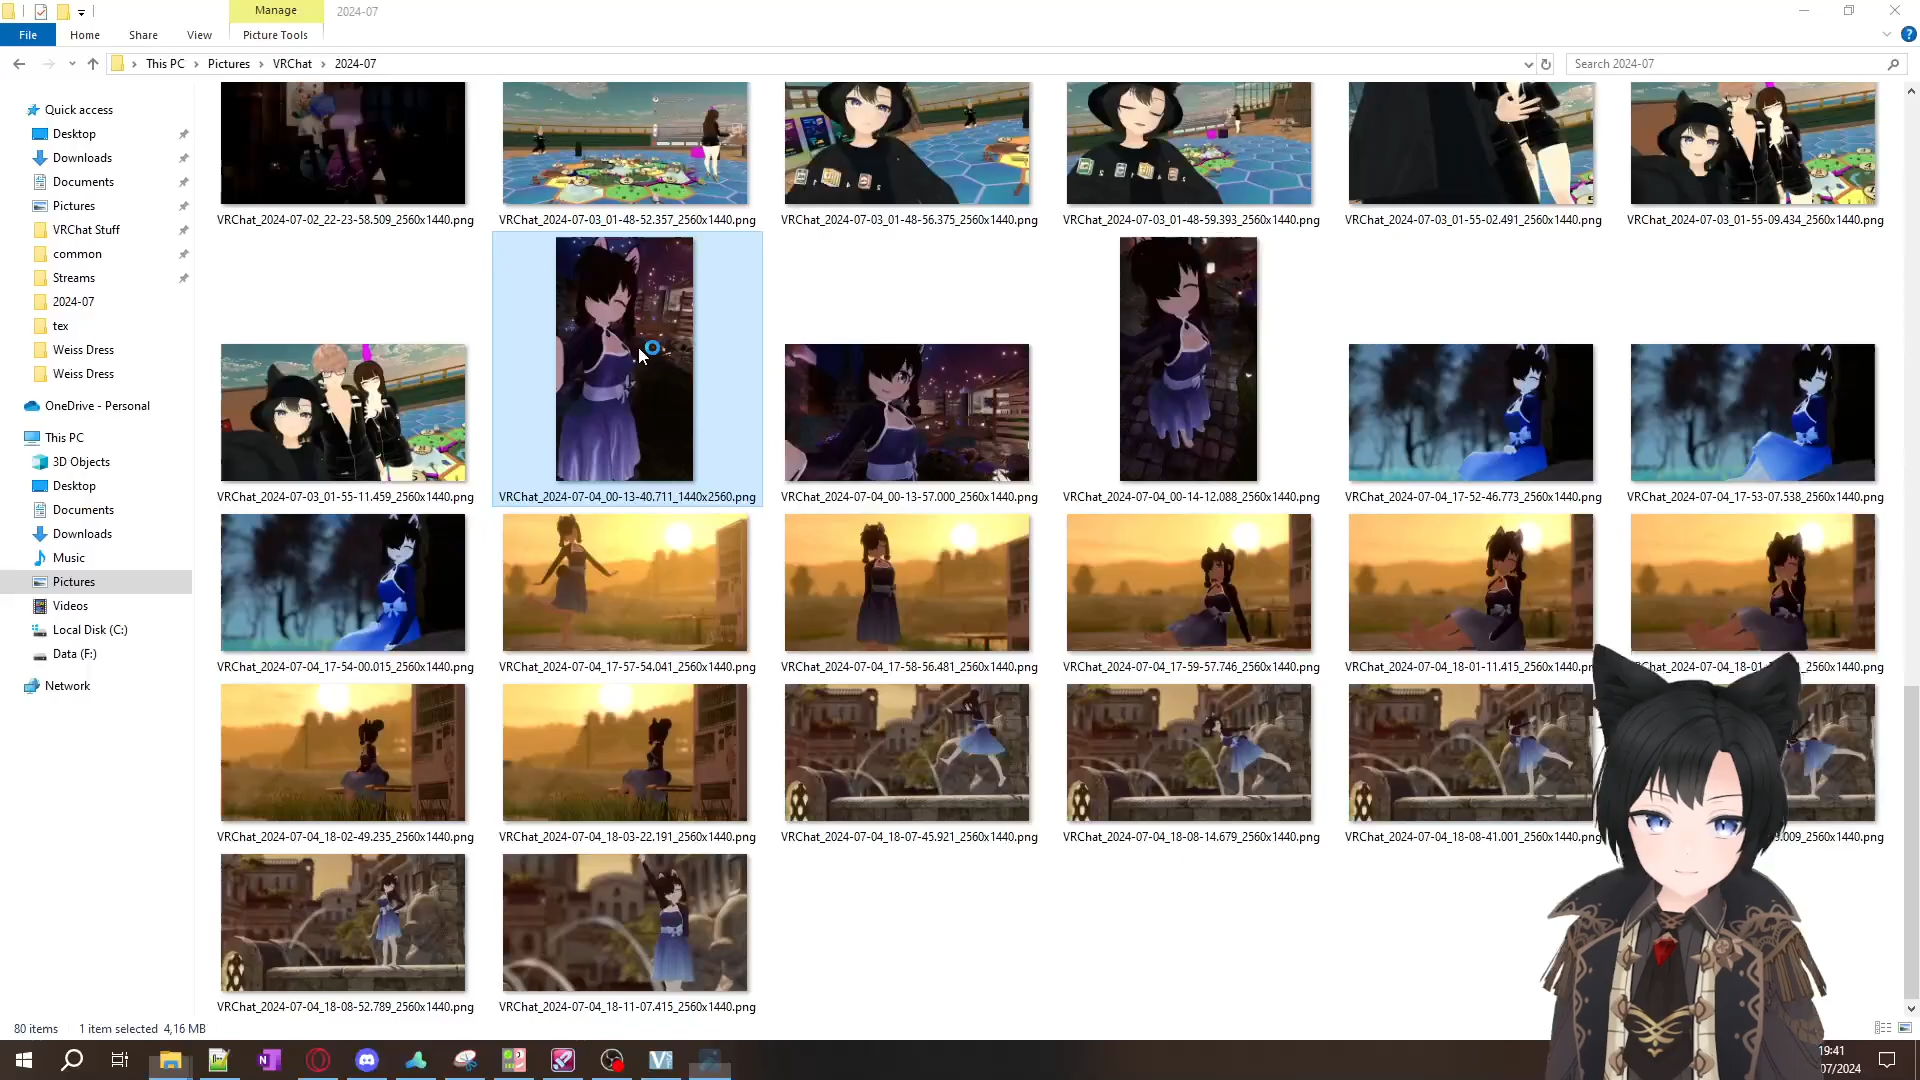 Manage
2024-07
File
Home
Share
View
Picture Tools
This PC
Pictures
VRChat
2024-07
Search 2024-07
Quick access
Desktop
Downloads
Documents
Pictures
VRChat Stuff
common
Streams
2024-07
tex
Weiss Dress
Weiss Dress
OneDrive - Personal
This PC
3D Objects
Desktop
Documents
Downloads
Music
Pictures
Videos
Local Disk (C:)
Data (F:)
Network
VRChat_2024-07-02_22-23-58.509_2560x1440.png
VRChat_2024-07-03_01-48-52.357_2560x1440.png
VRChat_2024-07-03_01-48-56.375_2560x1440.png
VRChat_2024-07-03_01-48-59.393_2560x1440.png
VRChat_2024-07-03_01-55-02.491_2560x1440.png
VRChat_2024-07-03_01-55-09.434_2560x1440.png
VRChat_2024-07-03_01-55-11.459_2560x1440.png
VRChat_2024-07-04_00-13-40.711_1440x2560.png
VRChat_2024-07-04_00-13-57.000_2560x1440.png
VRChat_2024-07-04_00-14-12.088_2560x1440.png
VRChat_2024-07-04_17-52-46.773_2560x1440.png
VRChat_2024-07-04_17-53-07.538_2560x1440.png
VRChat_2024-07-04_17-54-00.015_2560x1440.png
VRChat_2024-07-04_17-57-54.041_2560x1440.png
VRChat_2024-07-04_17-58-56.481_2560x1440.png
VRChat_2024-07-04_17-59-57.746_2560x1440.png
VRChat_2024-07-04_18-01-11.415_2560x1440.pn
Chat_2024-07-04_18-01- _2560x1440.png
VRChat_2024-07-04_18-02-49.235_2560x1440.png
VRChat_2024-07-04_18-03-22.191_2560x1440.png
VRChat_2024-07-04_18-07-45.921_2560x1440.png
VRChat_2024-07-04_18-08-14.679_2560x1440.png
VRChat_2024-07-04_18-08-41.001_2560x1440.png
.009_2560x1440.png
VRChat_2024-07-04_18-08-52.789_2560x1440.png
VRChat_2024-07-04_18-11-07.415_2560x1440.png
80 items
1 item selected 4,16 MB
19:41
07/2024